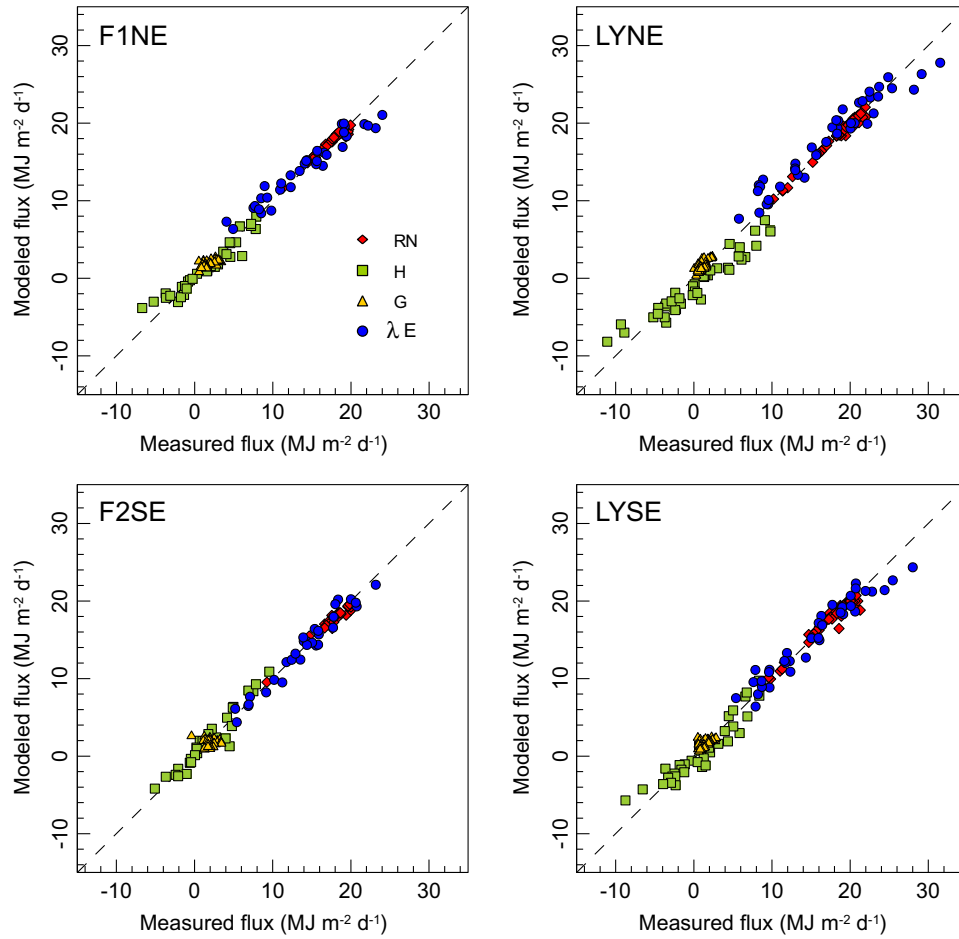 F1NE
Modeled flux (MJ m-2 d-1)
30
20
10
0
-10
RN
H
G
λ E
-10 0 10 20 30
Measured flux (MJ m-2 d-1)
LYNE
Modeled flux (MJ m-2 d-1)
30
20
10
0
-10
-10 0 10 20 30
Measured flux (MJ m-2 d-1)
F2SE
Modeled flux (MJ m-2 d-1)
30
20
10
0
-10
-10 0 10 20 30
Measured flux (MJ m-2 d-1)
LYSE
Modeled flux (MJ m-2 d-1)
30
20
10
0
-10
-10 0 10 20 30
Measured flux (MJ m-2 d-1)